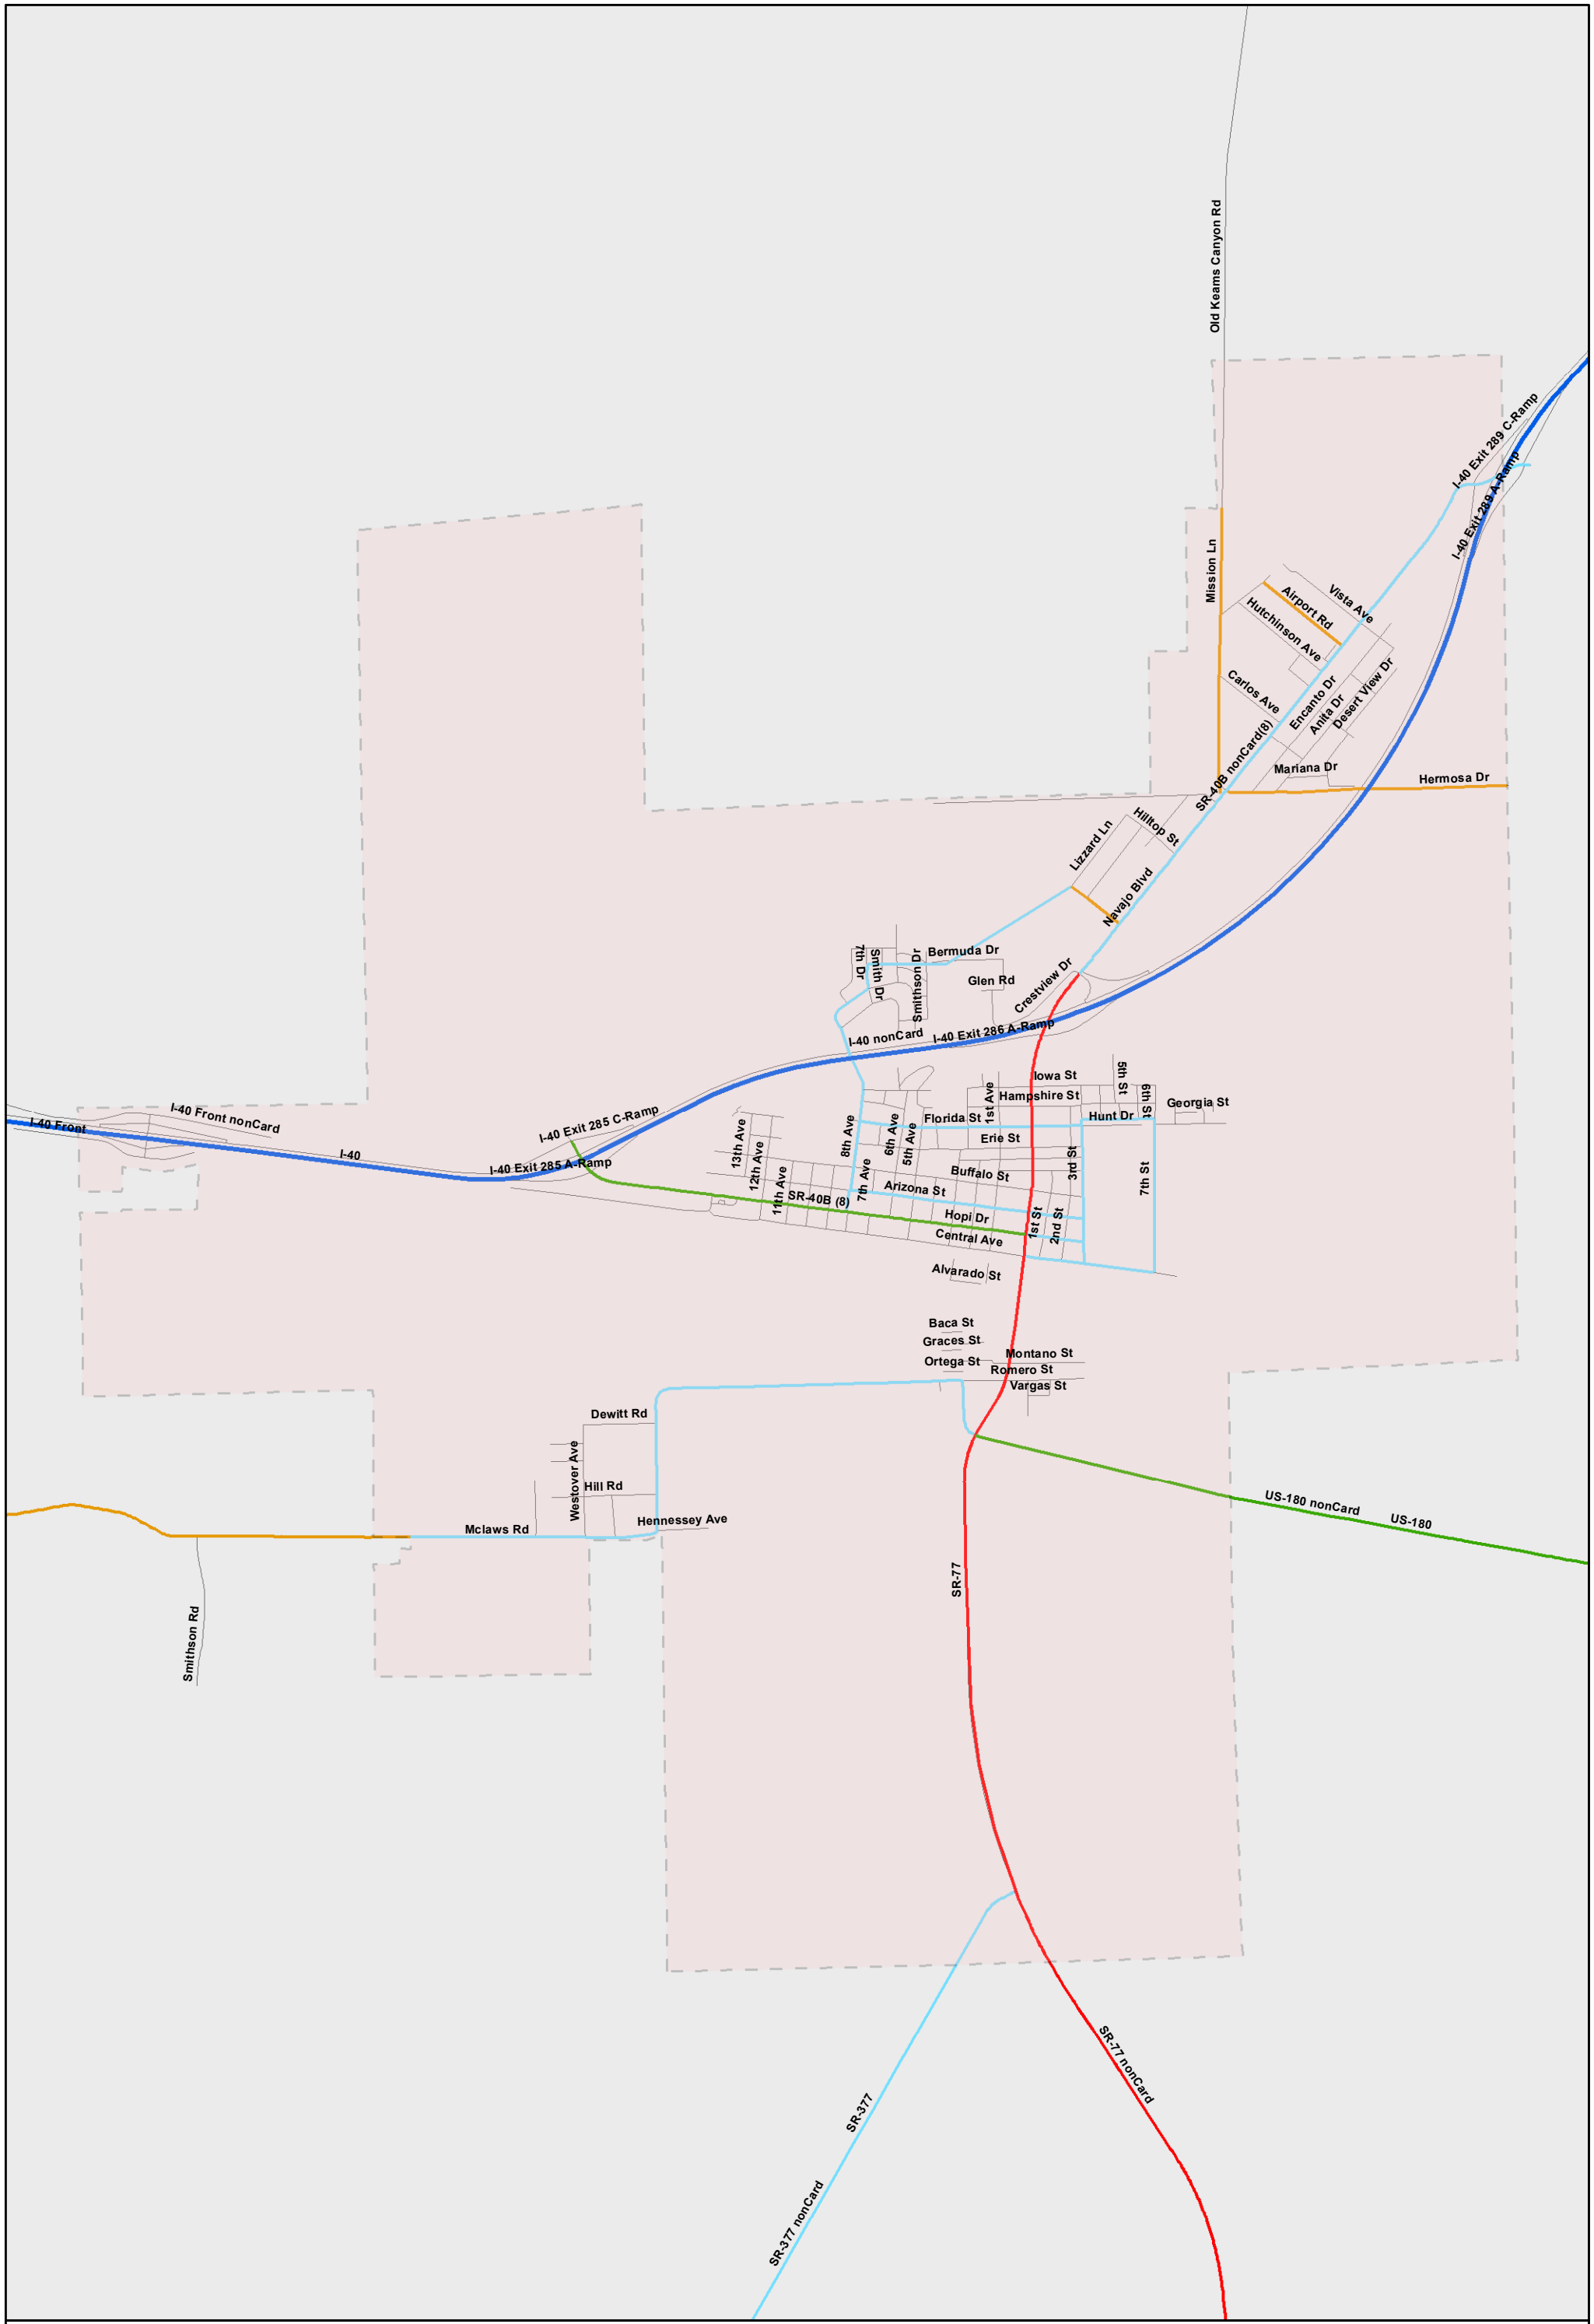 Old Keams Canyon Rd
I-40 Exit 289 C-Ramp
I-40 Exit 289 A-Ramp
Mission Ln
Vista Ave
Airport Rd
Hutchinson Ave
Carlos Ave
Encanto Dr
Anita Dr
Desert View Dr
SR-40B nonCard(8)
Mariana Dr
Hermosa Dr
Hilltop St
Lizzard Ln
Navajo Blvd
7th Dr
Smith Dr
Smithson Dr
Bermuda Dr
Glen Rd
Crestview Dr
I-40 nonCard
I-40 Exit 286 A-Ramp
Iowa St
5th St
6th St
1st Ave
Hampshire St
Georgia St
I-40 Front nonCard
I-40 Front
I-40
I-40 Exit 285 C-Ramp
I-40 Exit 285 A-Ramp
13th Ave
12th Ave
11th Ave
8th Ave
7th Ave
6th Ave
5th Ave
Florida St
Hunt Dr
Erie St
Buffalo St
3rd St
7th St
Arizona St
SR-40B (8)
Hopi Dr
1st St
2nd St
Central Ave
Alvarado St
Baca St
Graces St
Montano St
Ortega St
Romero St
Vargas St
Dewitt Rd
Westover Ave
Hill Rd
Hennessey Ave
Mclaws Rd
US-180 nonCard
US-180
SR-77
Smithson Rd
SR-77 nonCard
SR-377
SR-377 nonCard